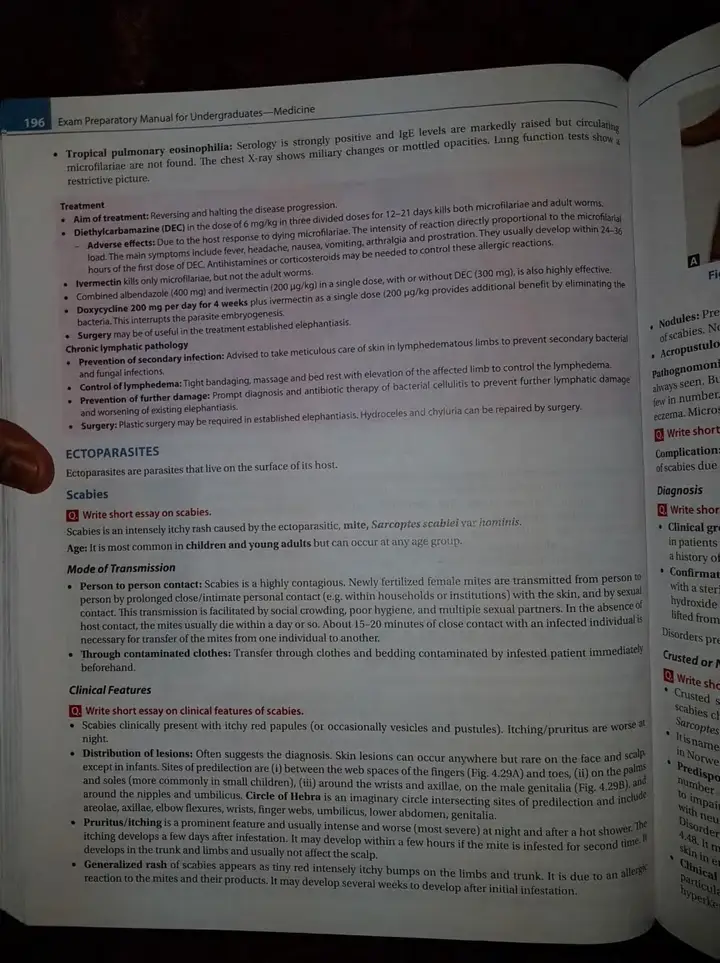 196 Exam Preparatory Manual for Undergraduates—Medicine
• Tropical pulmonary eosinophilia: Serology is strongly positive and IgE levels are markedly raised but circulating
microfilariae are not found. The chest X-ray shows miliary changes or mottled opacities. Lung function tests show a
restrictive picture.
Treatment
• Aim of treatment: Reversing and halting the disease progression.
• Diethylcarbamazine (DEC) in the dose of 6 mg/kg in three divided doses for 12–21 days kills both microfilariae and adult worms.
– Adverse effects: Due to the host response to dying microfilariae. The intensity of reaction directly proportional to the microfilarial
load. The main symptoms include fever, headache, nausea, vomiting, arthralgia and prostration. They usually develop within 24–36
hours of the first dose of DEC. Antihistamines or corticosteroids may be needed to control these allergic reactions.
• Ivermectin kills only microfilariae, but not the adult worms.
• Combined albendazole (400 mg) and ivermectin (200 µg/kg) in a single dose, with or without DEC (300 mg), is also highly effective.
• Doxycycline 200 mg per day for 4 weeks plus ivermectin as a single dose (200 µg/kg provides additional benefit by eliminating the
bacteria. This interrupts the parasite embryogenesis.
• Surgery may be of useful in the treatment established elephantiasis.
Chronic lymphatic pathology
• Prevention of secondary infection: Advised to take meticulous care of skin in lymphedematous limbs to prevent secondary bacterial
and fungal infections.
• Control of lymphedema: Tight bandaging, massage and bed rest with elevation of the affected limb to control the lymphedema.
• Prevention of further damage: Prompt diagnosis and antibiotic therapy of bacterial cellulitis to prevent further lymphatic damage
and worsening of existing elephantiasis.
• Surgery: Plastic surgery may be required in established elephantiasis. Hydroceles and chyluria can be repaired by surgery.
ECTOPARASITES
Ectoparasites are parasites that live on the surface of its host.
Scabies
Q. Write short essay on scabies.
Scabies is an intensely itchy rash caused by the ectoparasitic, mite, Sarcoptes scabiei var hominis.
Age: It is most common in children and young adults but can occur at any age group.
Mode of Transmission
• Person to person contact: Scabies is a highly contagious. Newly fertilized female mites are transmitted from person to
person by prolonged close/intimate personal contact (e.g. within households or institutions) with the skin, and by sexual
contact. This transmission is facilitated by social crowding, poor hygiene, and multiple sexual partners. In the absence of
host contact, the mites usually die within a day or so. About 15–20 minutes of close contact with an infected individual is
necessary for transfer of the mites from one individual to another.
• Through contaminated clothes: Transfer through clothes and bedding contaminated by infested patient immediately
beforehand.
Clinical Features
Q. Write short essay on clinical features of scabies.
• Scabies clinically present with itchy red papules (or occasionally vesicles and pustules). Itching/pruritus are worse at
night.
• Distribution of lesions: Often suggests the diagnosis. Skin lesions can occur anywhere but rare on the face and scalp
except in infants. Sites of predilection are (i) between the web spaces of the fingers (Fig. 4.29A) and toes, (ii) on the palms
and soles (more commonly in small children), (iii) around the wrists and axillae, on the male genitalia (Fig. 4.29B), and
around the nipples and umbilicus. Circle of Hebra is an imaginary circle intersecting sites of predilection and include
areolae, axillae, elbow flexures, wrists, finger webs, umbilicus, lower abdomen, genitalia.
• Pruritus/itching is a prominent feature and usually intense and worse (most severe) at night and after a hot shower. The
itching develops a few days after infestation. It may develop within a few hours if the mite is infested for second time. It
develops in the trunk and limbs and usually not affect the scalp.
• Generalized rash of scabies appears as tiny red intensely itchy bumps on the limbs and trunk. It is due to an allergic
reaction to the mites and their products. It may develop several weeks to develop after initial infestation.
A
Fi
• Nodules: Pre
of scabies. No
• Acropustulo
Pathognomoni
always seen. Bu
few in number.
eczema. Micro
Q. Write short
Complication:
of scabies due
Diagnosis
Q. Write shor
• Clinical gr
in patients
a history of
• Confirmat
with a ster
hydroxide
lifted from
Disorders pre
Crusted or N
Q. Write sho
• Crusted s
scabies cl
Sarcoptes
• It is name
in Norwe
• Predispo
number
to impai
with neu
Disorder
4.48. It m
skin in e
• Clinical
particula
hyperke